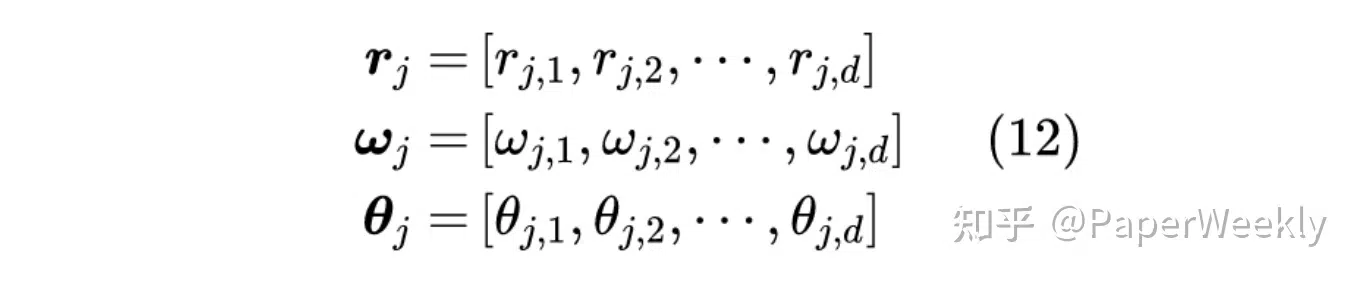 r_j = [r_{j,1}, r_{j,2}, ⋯, r_{j,d}]
ω_j = [ω_{j,1}, ω_{j,2}, ⋯, ω_{j,d}] (12)
θ_j = [θ_{j,1}, θ_{j,2}, ⋯, θ_{j,d}]
知乎 @PaperWeekly